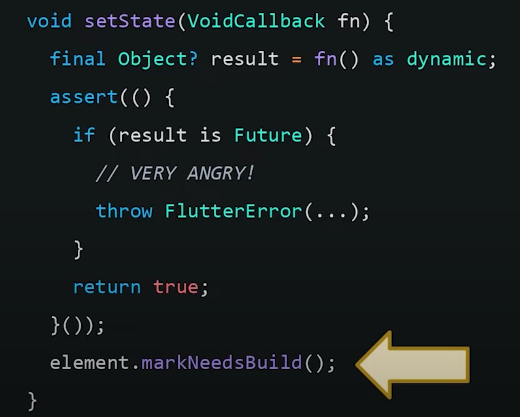 void setState(VoidCallback fn) {
final Object? result = fn() as dynamic;
assert(() {
if (result is Future) {
// VERY ANGRY!
throw FlutterError(...);
}
return true;
}());
element.markNeedsBuild();
}